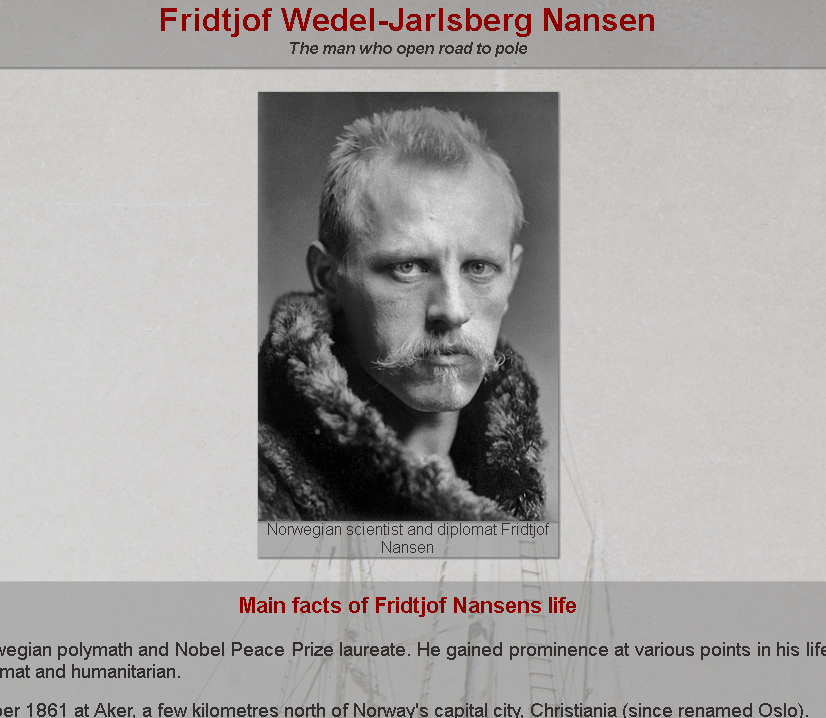 Fridtjof Wedel-Jarlsberg Nansen
The man who open road to pole
Norwegian scientist and diplomat Fridtjof
Nansen
Main facts of Fridtjof Nansens life
wegian polymath and Nobel Peace Prize laureate. He gained prominence at various points in his life
mat and humanitarian.
ber 1861 at Aker, a few kilometres north of Norway's capital city, Christiania (since renamed Oslo).